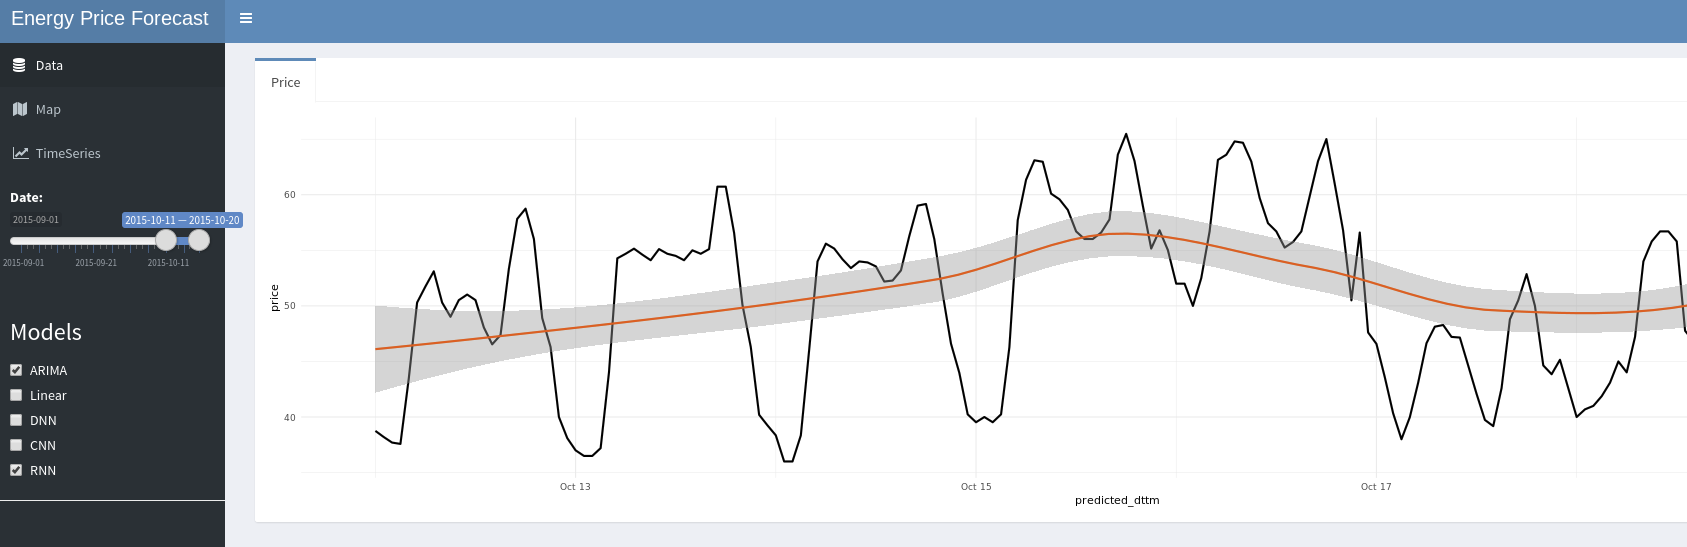 Energy Price Forecast
Data
Map
TimeSeries
Date:
2015-09-01
2015-10-11 — 2015-10-20
2015-09-01 2015-09-21 2015-10-11
Models
ARIMA
Linear
DNN
CNN
RNN
Price
price
60
50
40
Oct 13 Oct 15 Oct 17
predicted_dttm